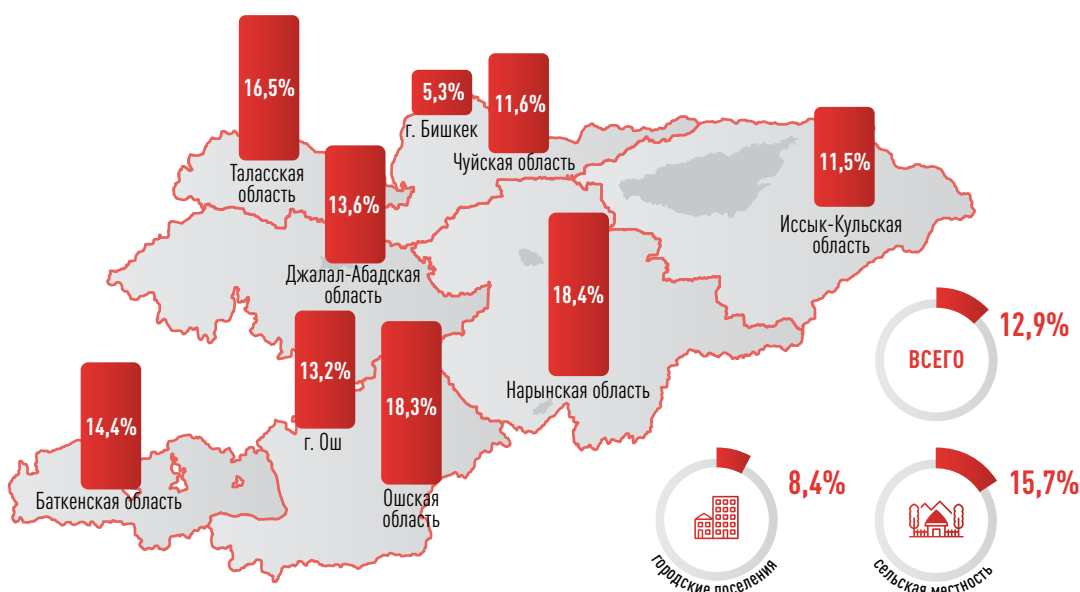 16,5%
Таласская
область
5,3%
г. Бишкек
11,6%
Чуйская область
11,5%
Иссык-Кульская
область
13,6%
Джалал-Абадская
область
18,4%
Нарынская область
13,2%
г. Ош
18,3%
Ошская
область
14,4%
Баткенская область
ВСЕГО
12,9%
8,4%
городские поселения
15,7%
сельская местность